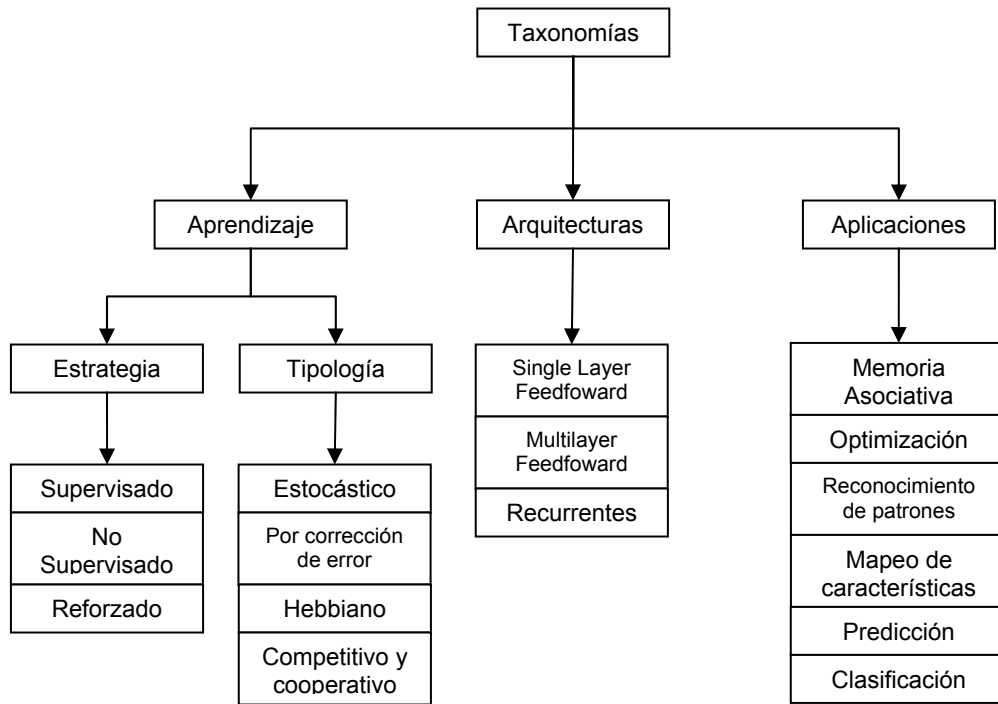 Taxonomías
Aprendizaje
Arquitecturas
Aplicaciones
Estrategia
Tipología
Supervisado
No
Supervisado
Reforzado
Estocástico
Por corrección
de error
Hebbiano
Competitivo y
cooperativo
Single Layer
Feedfoward
Multilayer
Feedfoward
Recurrentes
Memoria
Asociativa
Optimización
Reconocimiento
de patrones
Mapeo de
características
Predicción
Clasificación